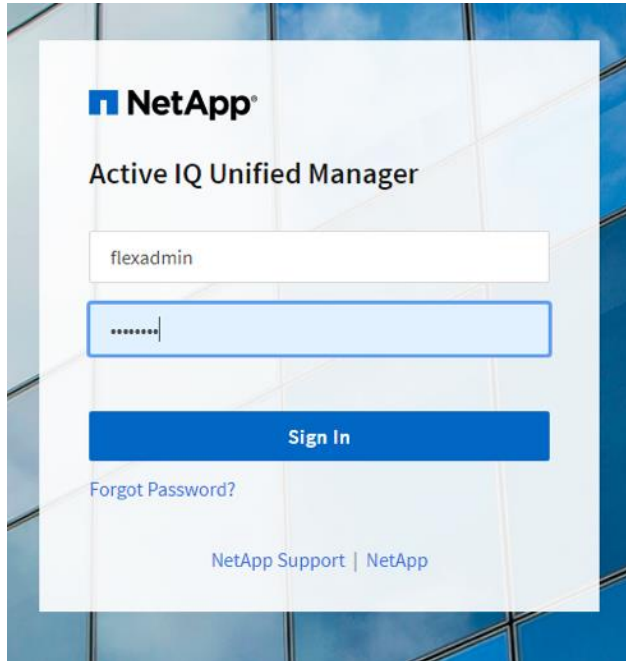 NetApp®
Active IQ Unified Manager
flexadmin
••••••••
Sign In
Forgot Password?
NetApp Support | NetApp